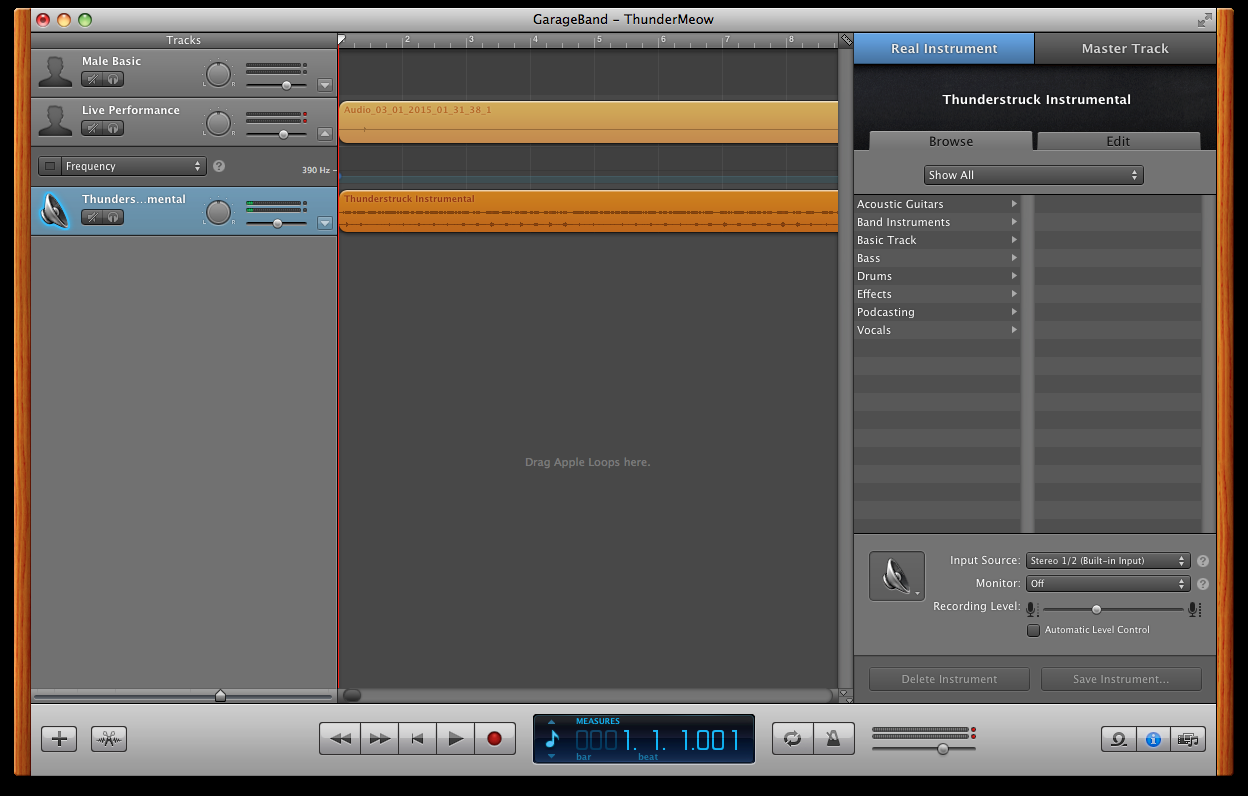 GarageBand – ThunderMeow
Tracks
2 3 4 5 6 7 8
Real Instrument
Master Track
Male Basic
L R
Live Performance
L R
Audio_03_01_2015_01_31_38_1
Thunderstruck Instrumental
Browse
Edit
Frequency
?
390 Hz –
Show All
Thunders...mental
L R
Thunderstruck Instrumental
Acoustic Guitars
Band Instruments
Basic Track
Bass
Drums
Effects
Podcasting
Vocals
Drag Apple Loops here.
Input Source: Stereo 1/2 (Built-in Input) ?
Monitor: Off ?
Recording Level:
Automatic Level Control
Delete Instrument
Save Instrument...
MEASURES
0001. 1. 1.001
bar beat